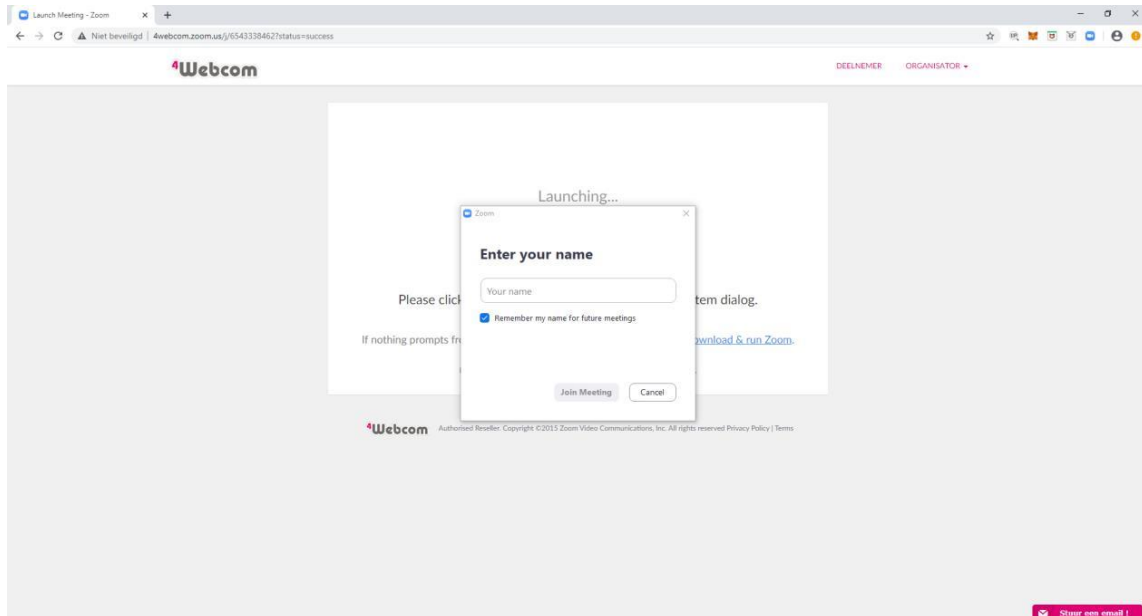 Launch Meeting - Zoom
Niet beveiligd | 4webcom.zoom.us/j/6543338462?status=success
4Webcom
DEELNEMER ORGANISATOR
Launching...
Zoom
Enter your name
Your name
Please click
tem dialog.
Remember my name for future meetings
If nothing prompts
wnload & run Zoom.
Join Meeting Cancel
4Webcom Authorised Reseller. Copyright ©2015 Zoom Video Communications, Inc. All rights reserved Privacy Policy | Terms
Stuur een email !